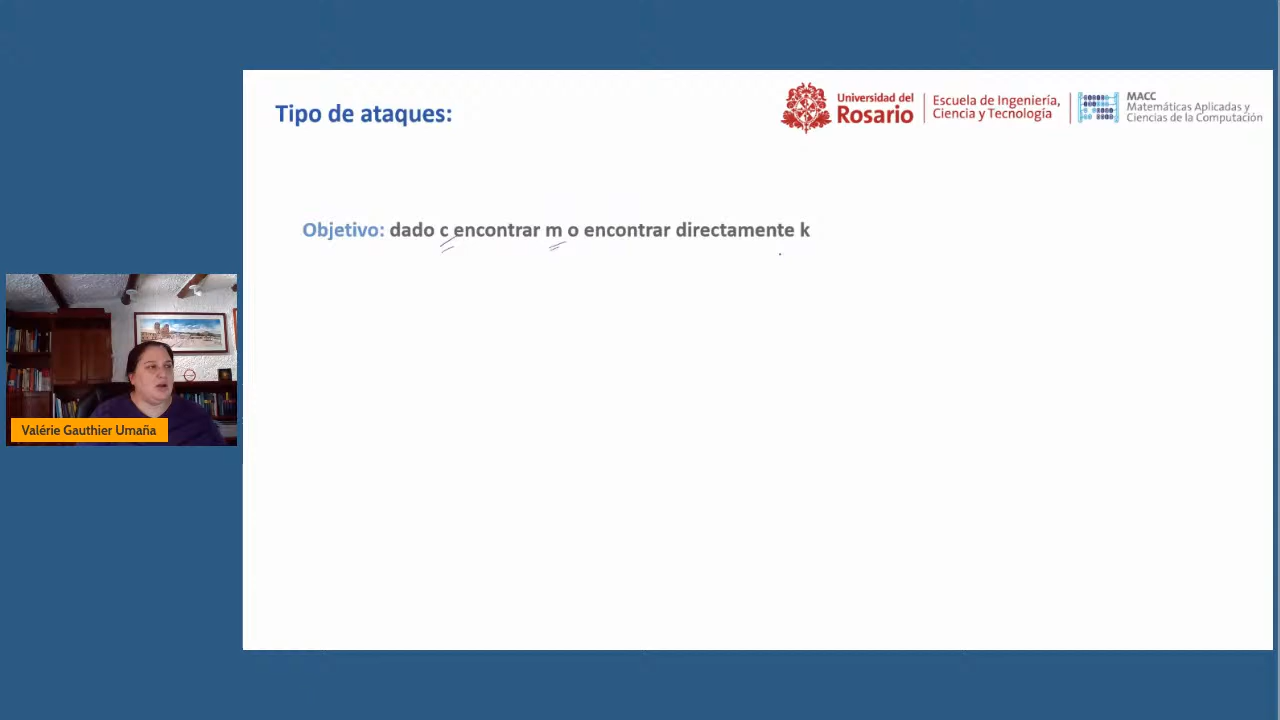 Tipo de ataques:
Universidad del
Rosario
Escuela de Ingeniería,
Ciencia y Tecnología
MACC
Matemáticas Aplicadas y
Ciencias de la Computación
Objetivo: dado c encontrar m o encontrar directamente k
Valérie Gauthier Umaña